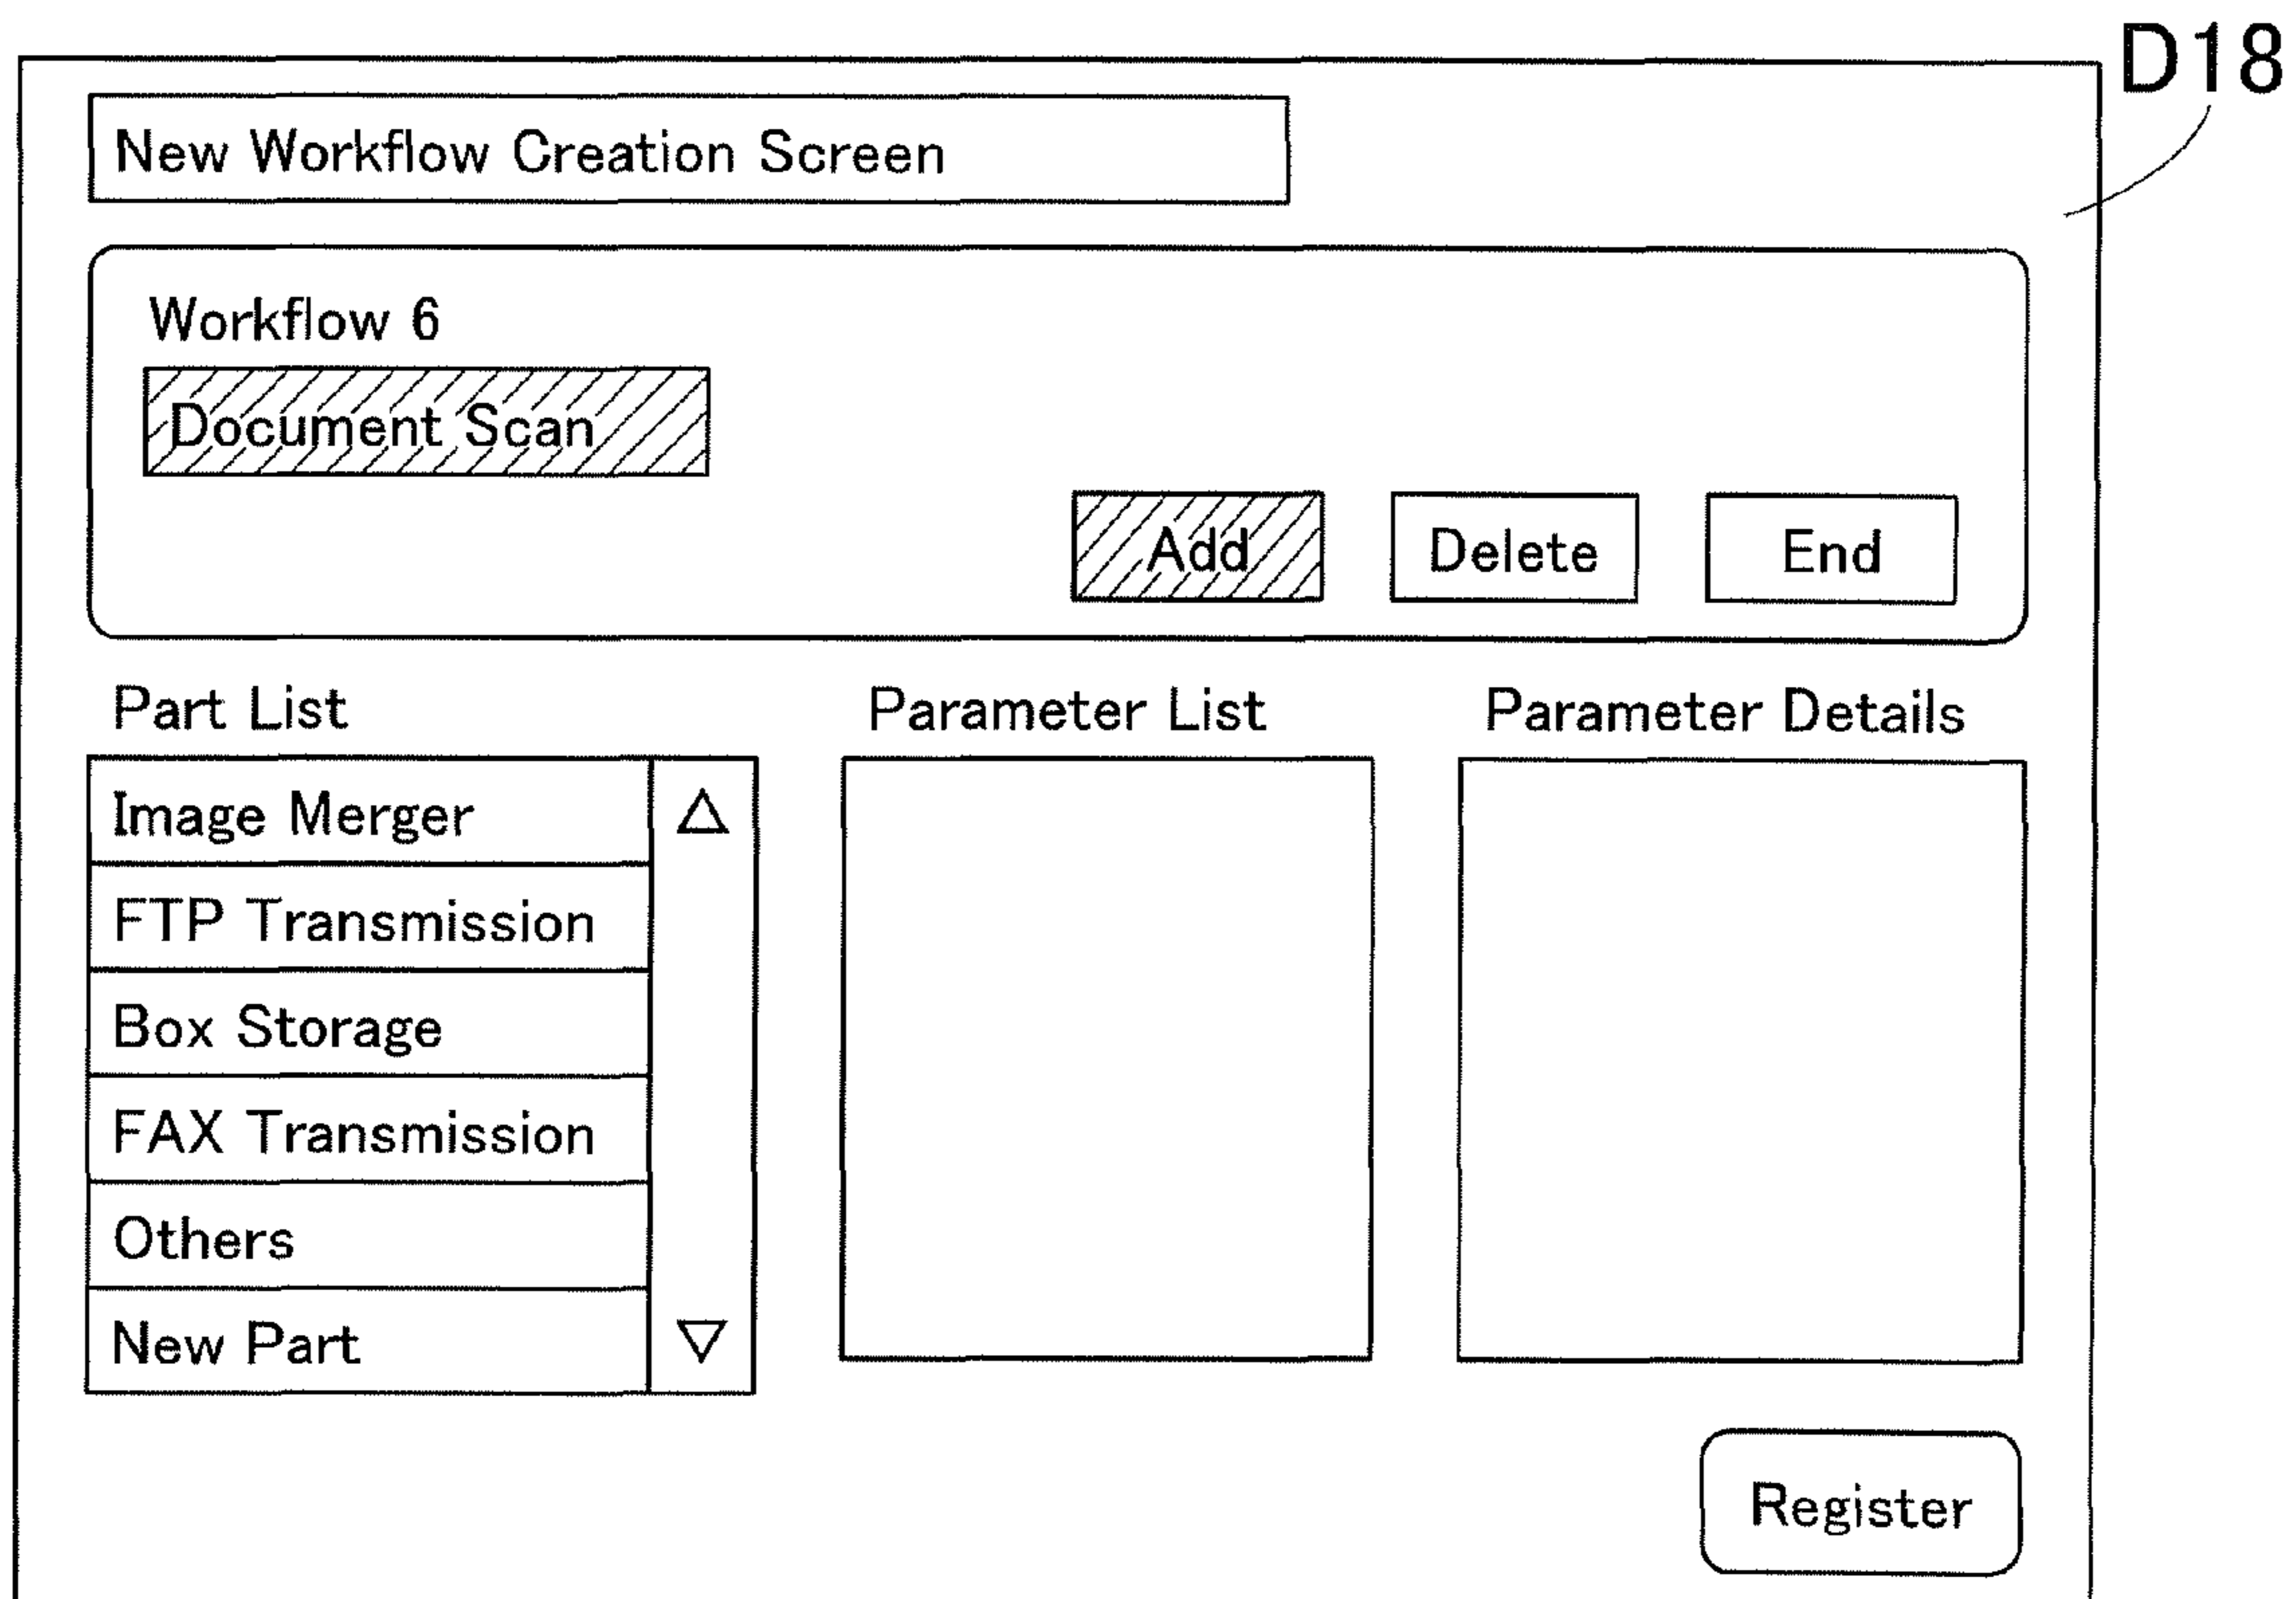 D18
New Workflow Creation Screen
Workflow 6
Document Scan
Add Delete End
Part List Parameter List Parameter Details
Image Merger
FTP Transmission
Box Storage
FAX Transmission
Others
New Part
Register